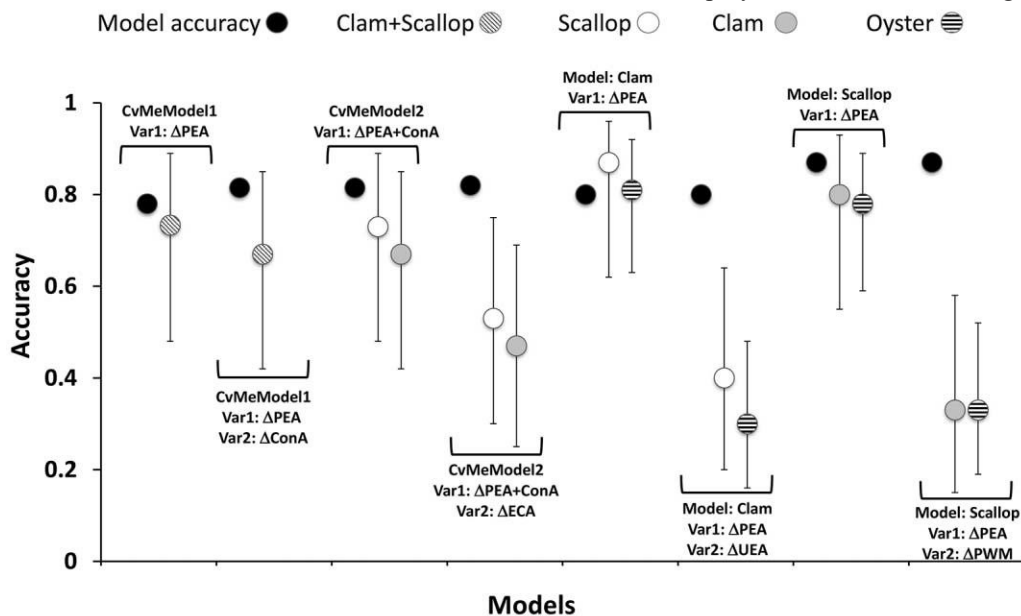 Model accuracy Clam+Scallop Scallop Clam Oyster
CvMeModel1
Var1: ΔPEA
CvMeModel2
Var1: ΔPEA+ConA
Model: Clam
Var1: ΔPEA
Model: Scallop
Var1: ΔPEA
1
0.8
0.6
0.4
0.2
0
Accuracy
CvMeModel1
Var1: ΔPEA
Var2: ΔConA
CvMeModel2
Var1: ΔPEA+ConA
Var2: ΔECA
Model: Clam
Var1: ΔPEA
Var2: ΔUEA
Model: Scallop
Var1: ΔPEA
Var2: ΔPWM
Models